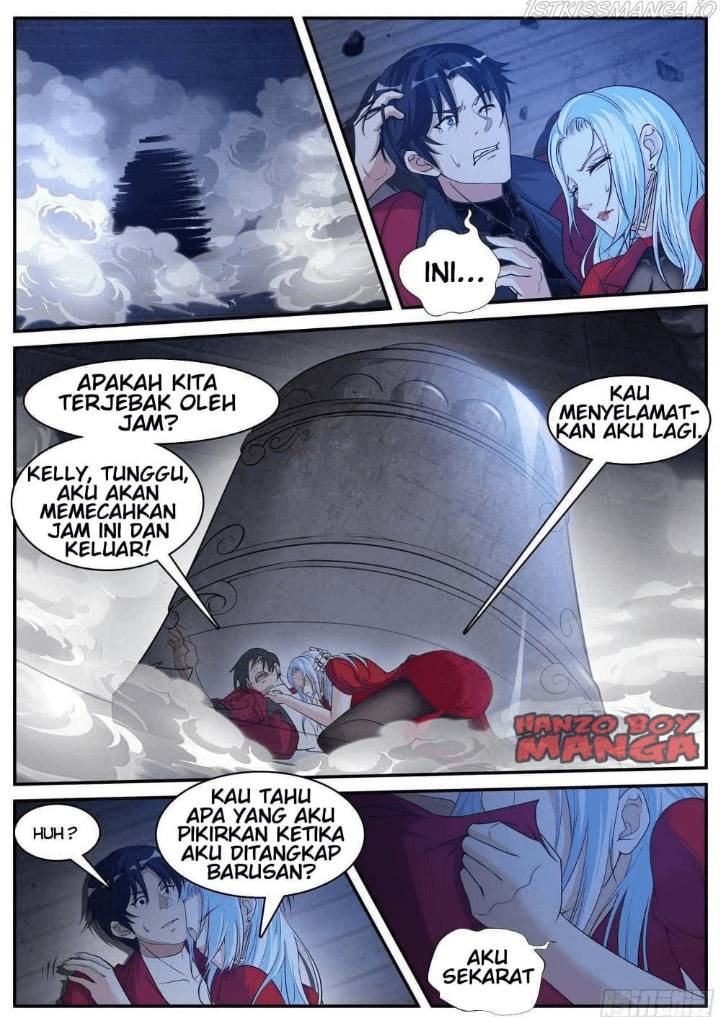 1STKISSMANGA.IO
INI...
APAKAH KITA
TERJEBAK OLEH
JAM?
KELLY, TUNGGU,
AKU AKAN
MEMECAHKAN
JAM INI DAN
KELUAR!
KAU
MENYELAMAT-
KAN AKU LAGI.
HANZO BOY
MANGA
HUH?
KAU TAHU
APA YANG AKU
PIKIRKAN KETIKA
AKU DITANGKAP
BARUSAN?
AKU
SEKARAT